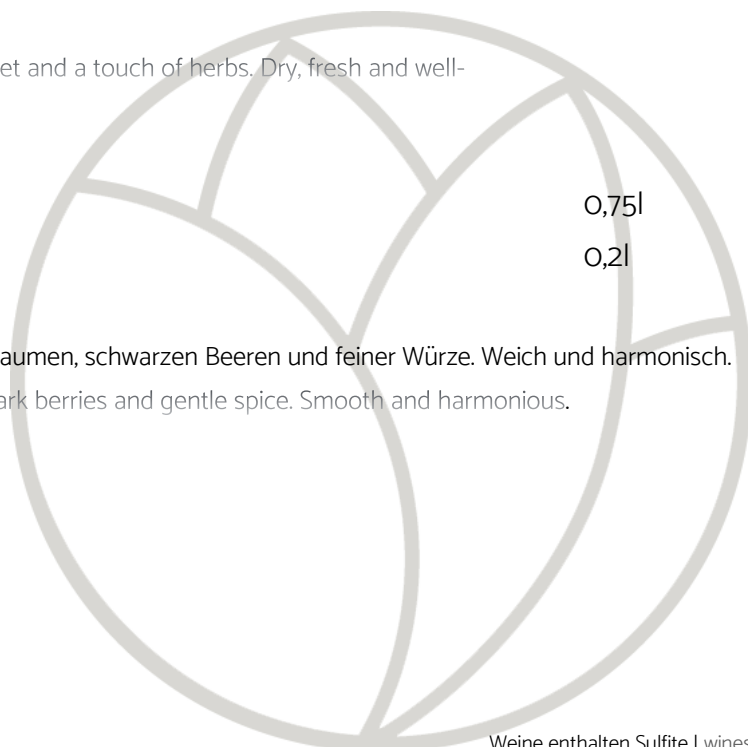 et and a touch of herbs. Dry, fresh and well-
0,75l
0,2l
aumen, schwarzen Beeren und feiner Würze. Weich und harmonisch.
ark berries and gentle spice. Smooth and harmonious.
Weine enthalten Sulfite | wines